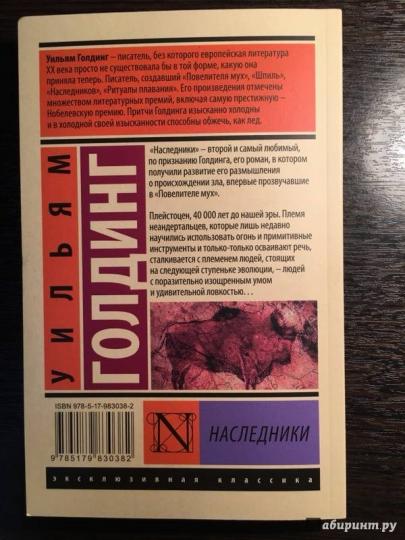 Уильям Голдинг – писатель, без которого европейская литература
XX века просто не существовала бы в той форме, какую она
приняла теперь. Писатель, создавший «Повелителя мух», «Шпиль»,
«Наследников», «Ритуалы плавания». Его произведения отмечены
множеством литературных премий, включая самую престижную –
Нобелевскую премию. Притчи Голдинга изысканно холодны
и в холодной своей изысканности способны обжечь, как лед.
УИЛЬЯМ
ГОЛДИНГ
«Наследники» – второй и самый любимый,
по признанию Голдинга, его роман, в котором
получили развитие его размышления
о происхождении зла, впервые прозвучавшие
в «Повелителе мух».
Плейстоцен, 40 000 лет до нашей эры. Племя
неандертальцев, которые лишь недавно
научились использовать огонь и примитивные
инструменты и только-только осваивают речь,
сталкивается с племенем людей, стоящих
на следующей ступеньке эволюции, – людей
с поразительно изощренным умом
и удивительной ловкостью…
ISBN 978-5-17-983038-2
9 785179 830382
N
НАСЛЕДНИКИ
эксклюзивная классика
абиринт.ру